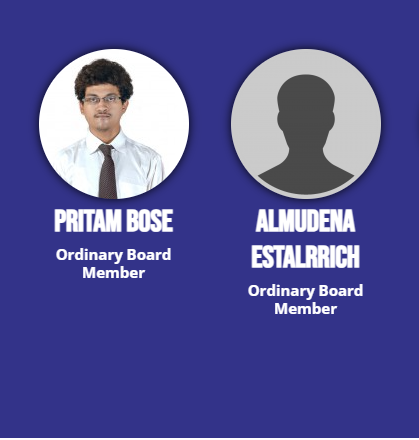 PRITAM BOSE
Ordinary Board
Member
ALMUDENA
ESTALRRICH
Ordinary Board
Member